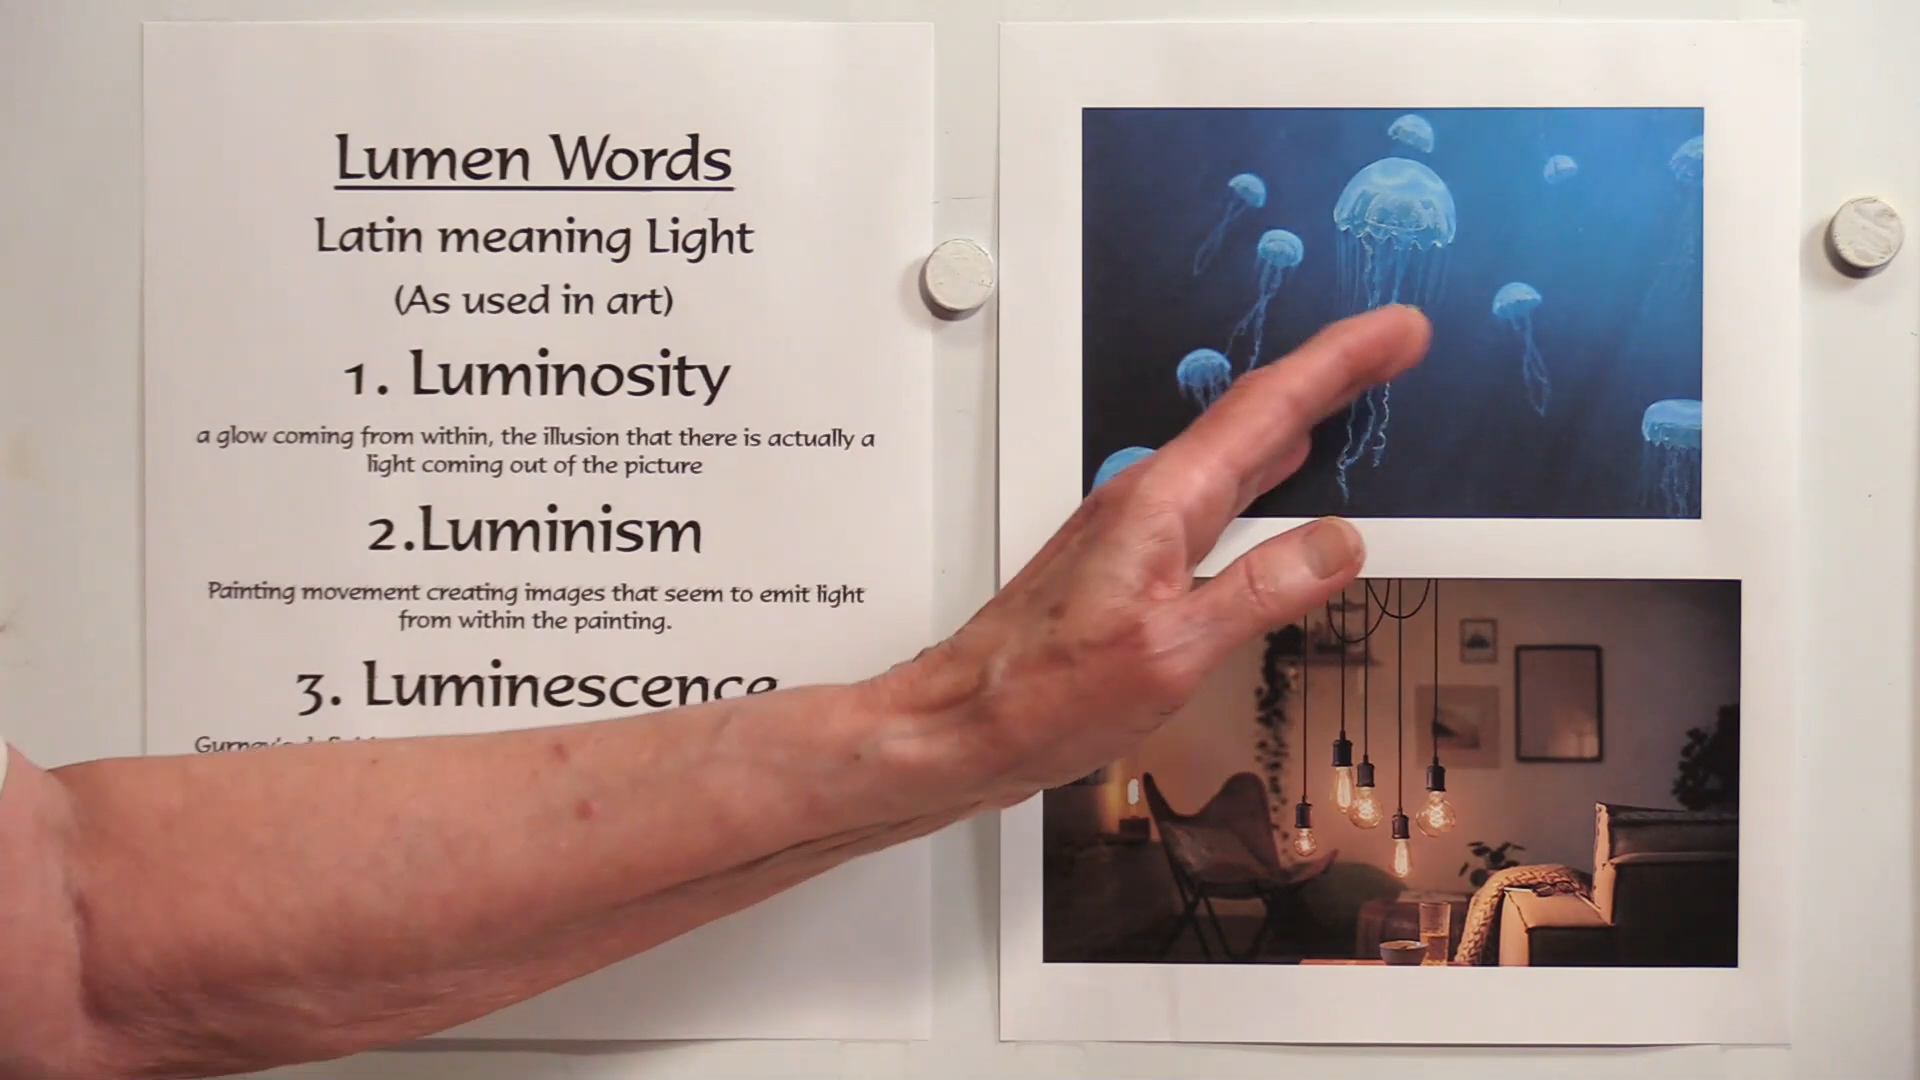 Lumen Words
Latin meaning Light
(As used in art)
1. Luminosity
a glow coming from within, the illusion that there is actually a
light coming out of the picture
2.Luminism
Painting movement creating images that seem to emit light
from within the painting.
3. Luminescence